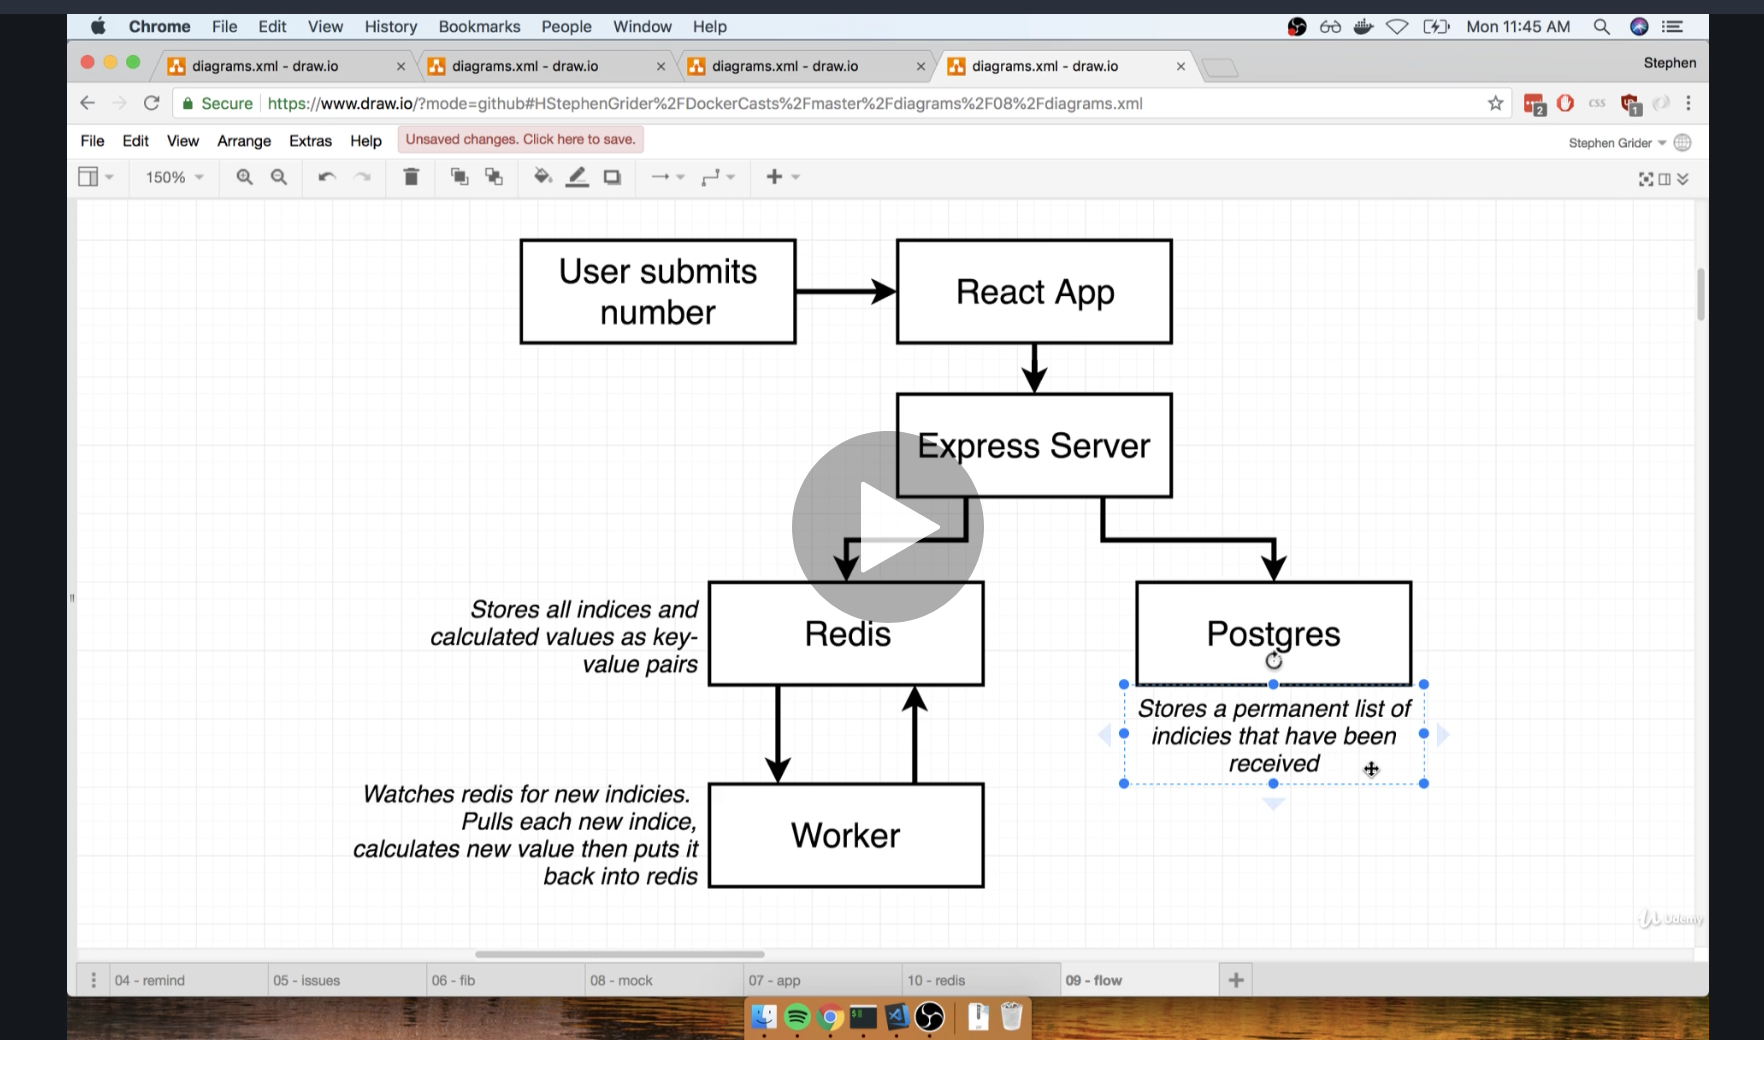 Chrome File Edit View History Bookmarks People Window Help Mon 11:45 AM
diagrams.xml - draw.io diagrams.xml - draw.io diagrams.xml - draw.io diagrams.xml - draw.io Stephen
Secure https://www.draw.io/?mode=github#HStephenGrider%2FDockerCasts%2Fmaster%2Fdiagrams%2F08%2Fdiagrams.xml css 2 1
File Edit View Arrange Extras Help Unsaved changes. Click here to save. Stephen Grider
150%
User submits
number
React App
Express Server
Stores all indices and
calculated values as key-
value pairs
Redis
Postgres
Stores a permanent list of
indicies that have been
received
Watches redis for new indicies.
Pulls each new indice,
calculates new value then puts it
back into redis
Worker
Udemy
04 - remind 05 - issues 06 - fib 08 - mock 07 - app 10 - redis 09 - flow